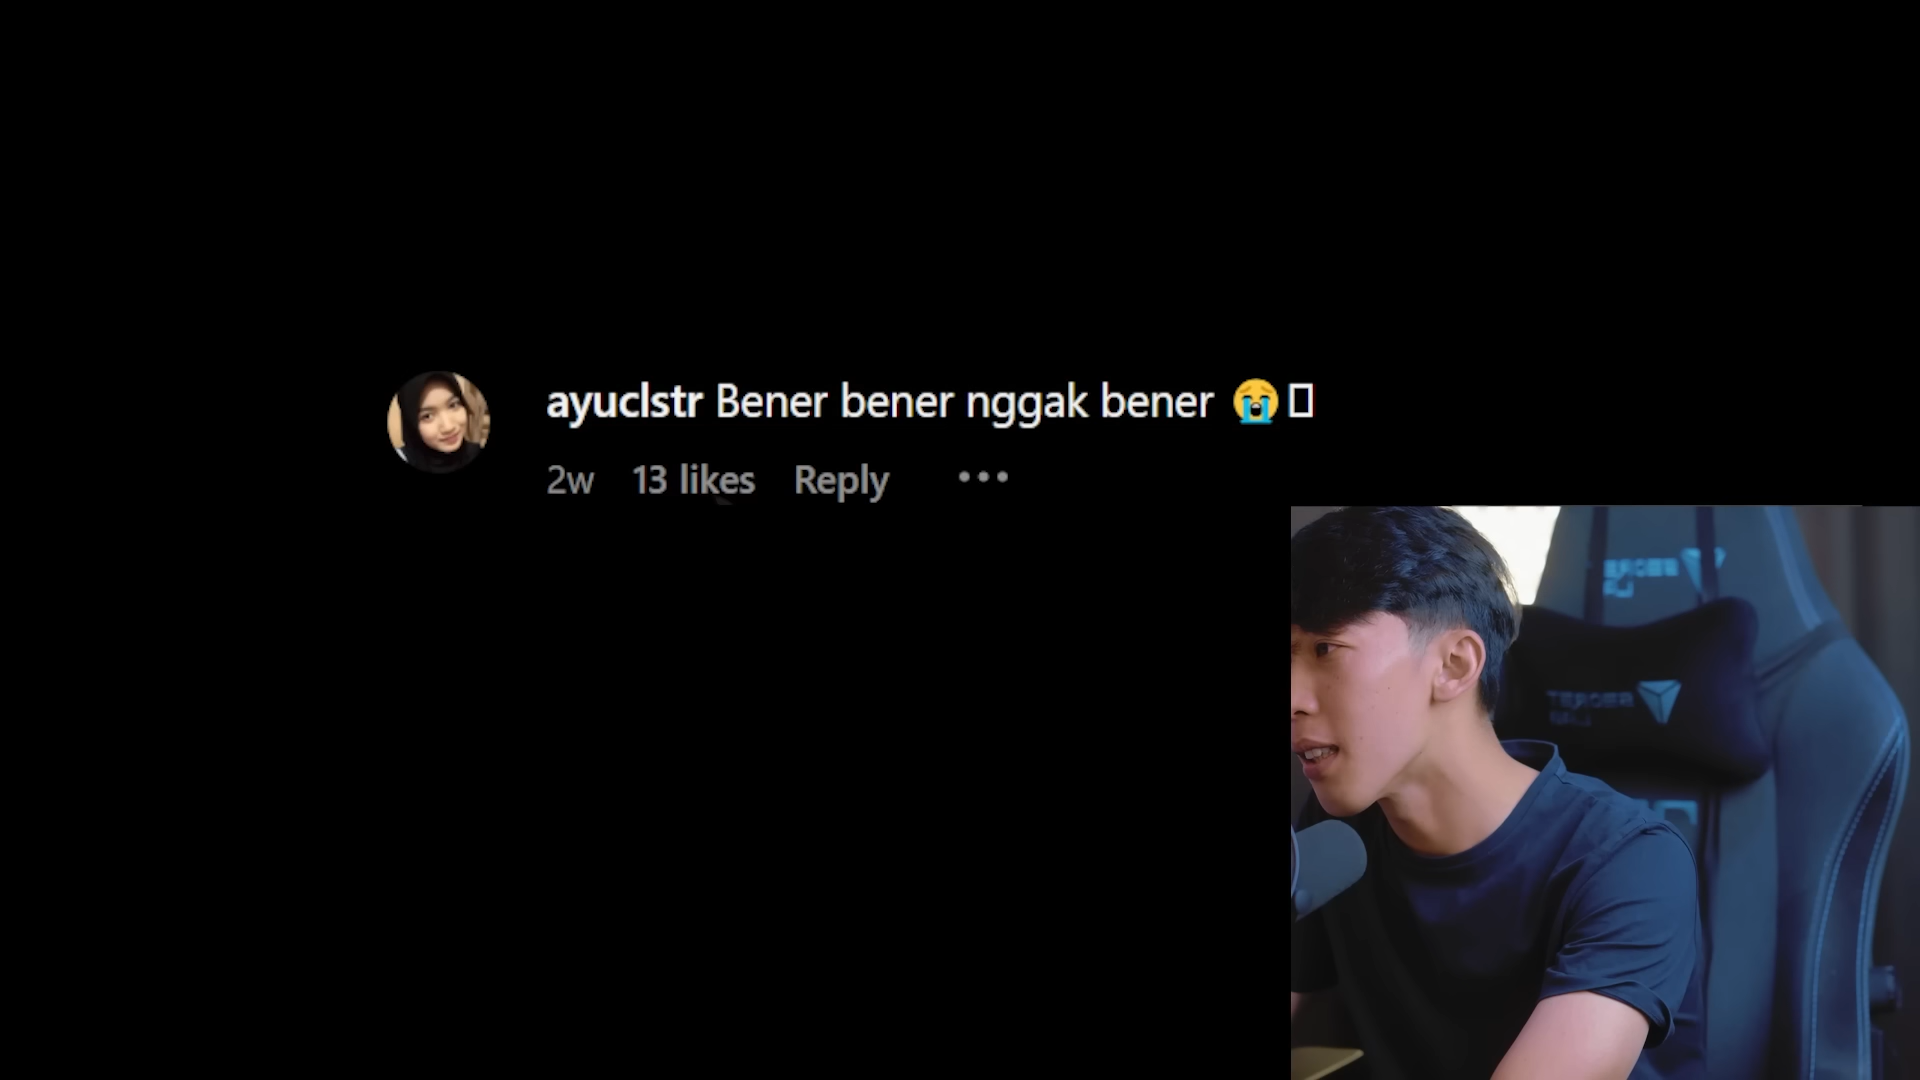 ayuclstr Bener bener nggak bener 😭
2w 13 likes Reply •••